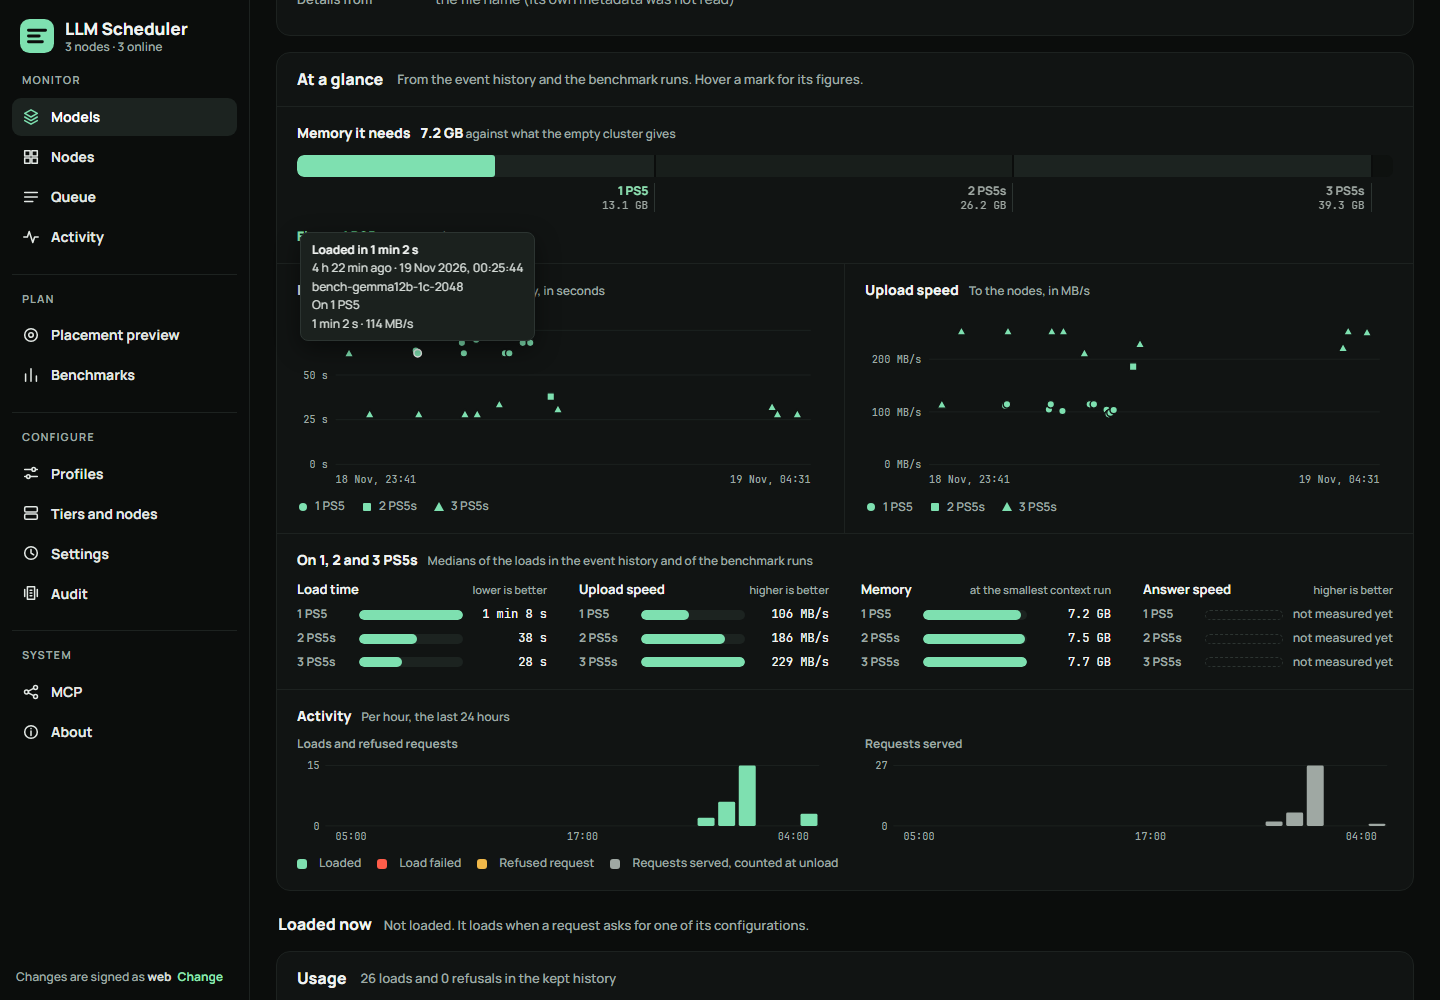 LLM Scheduler
3 nodes · 3 online
MONITOR
Models
Nodes
Queue
Activity
PLAN
Placement preview
Benchmarks
CONFIGURE
Profiles
Tiers and nodes
Settings
Audit
SYSTEM
MCP
About
Changes are signed as web Change
the file name (its own metadata was not read)
At a glance From the event history and the benchmark runs. Hover a mark for its figures.
Memory it needs 7.2 GB against what the empty cluster gives
1 PS5 2 PS5s 3 PS5s
13.1 GB 26.2 GB 39.3 GB
Loaded in 1 min 2 s
4 h 22 min ago · 19 Nov 2026, 00:25:44
bench-gemma12b-1c-2048
On 1 PS5
1 min 2 s · 114 MB/s
, in seconds
50 s
25 s
0 s
18 Nov, 23:41 19 Nov, 04:31
1 PS5 2 PS5s 3 PS5s
Upload speed To the nodes, in MB/s
200 MB/s
100 MB/s
0 MB/s
18 Nov, 23:41 19 Nov, 04:31
1 PS5 2 PS5s 3 PS5s
On 1, 2 and 3 PS5s Medians of the loads in the event history and of the benchmark runs
Load time lower is better
1 PS5 1 min 8 s
2 PS5s 38 s
3 PS5s 28 s
Upload speed higher is better
1 PS5 106 MB/s
2 PS5s 186 MB/s
3 PS5s 229 MB/s
Memory at the smallest context run
1 PS5 7.2 GB
2 PS5s 7.5 GB
3 PS5s 7.7 GB
Answer speed higher is better
1 PS5 not measured yet
2 PS5s not measured yet
3 PS5s not measured yet
Activity Per hour, the last 24 hours
Loads and refused requests
15
0
05:00 17:00 04:00
Requests served
27
0
05:00 17:00 04:00
Loaded Load failed Refused request Requests served, counted at unload
Loaded now Not loaded. It loads when a request asks for one of its configurations.
Usage 26 loads and 0 refusals in the kept history